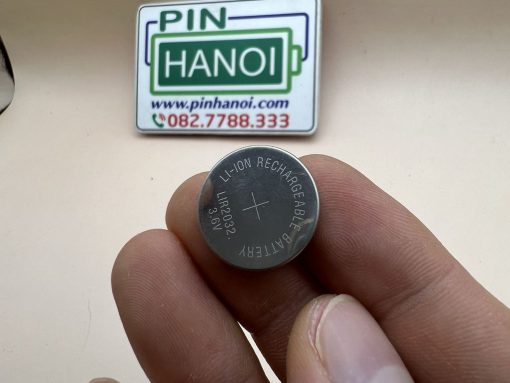 PIN
HANOI
www.pinhanoi.com
082.7788.333
LI-ION RECHARGEABLE BATTERY
+
LIR2032.
3.6V